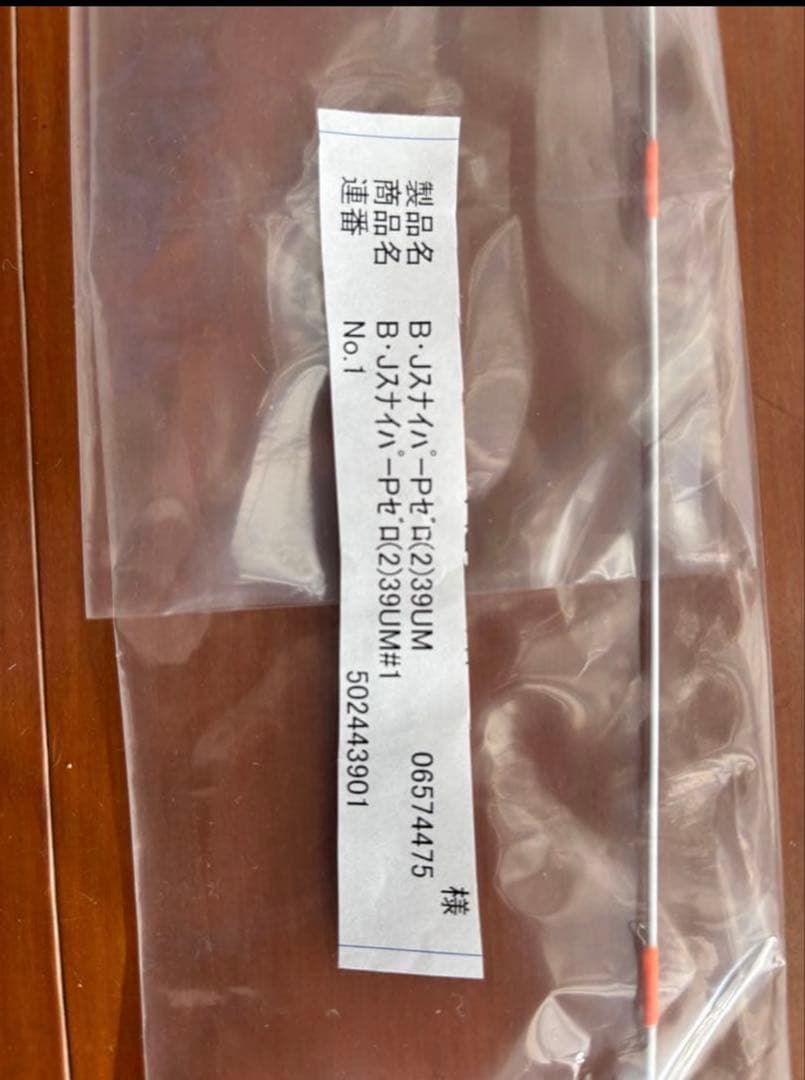 様
製品名 B・JｽﾅｲﾊﾟｰPｾﾞﾛ(2)39UM 06574475
商品名 B・JｽﾅｲﾊﾟｰPｾﾞﾛ(2)39UM#1
連番 No.1 502443901